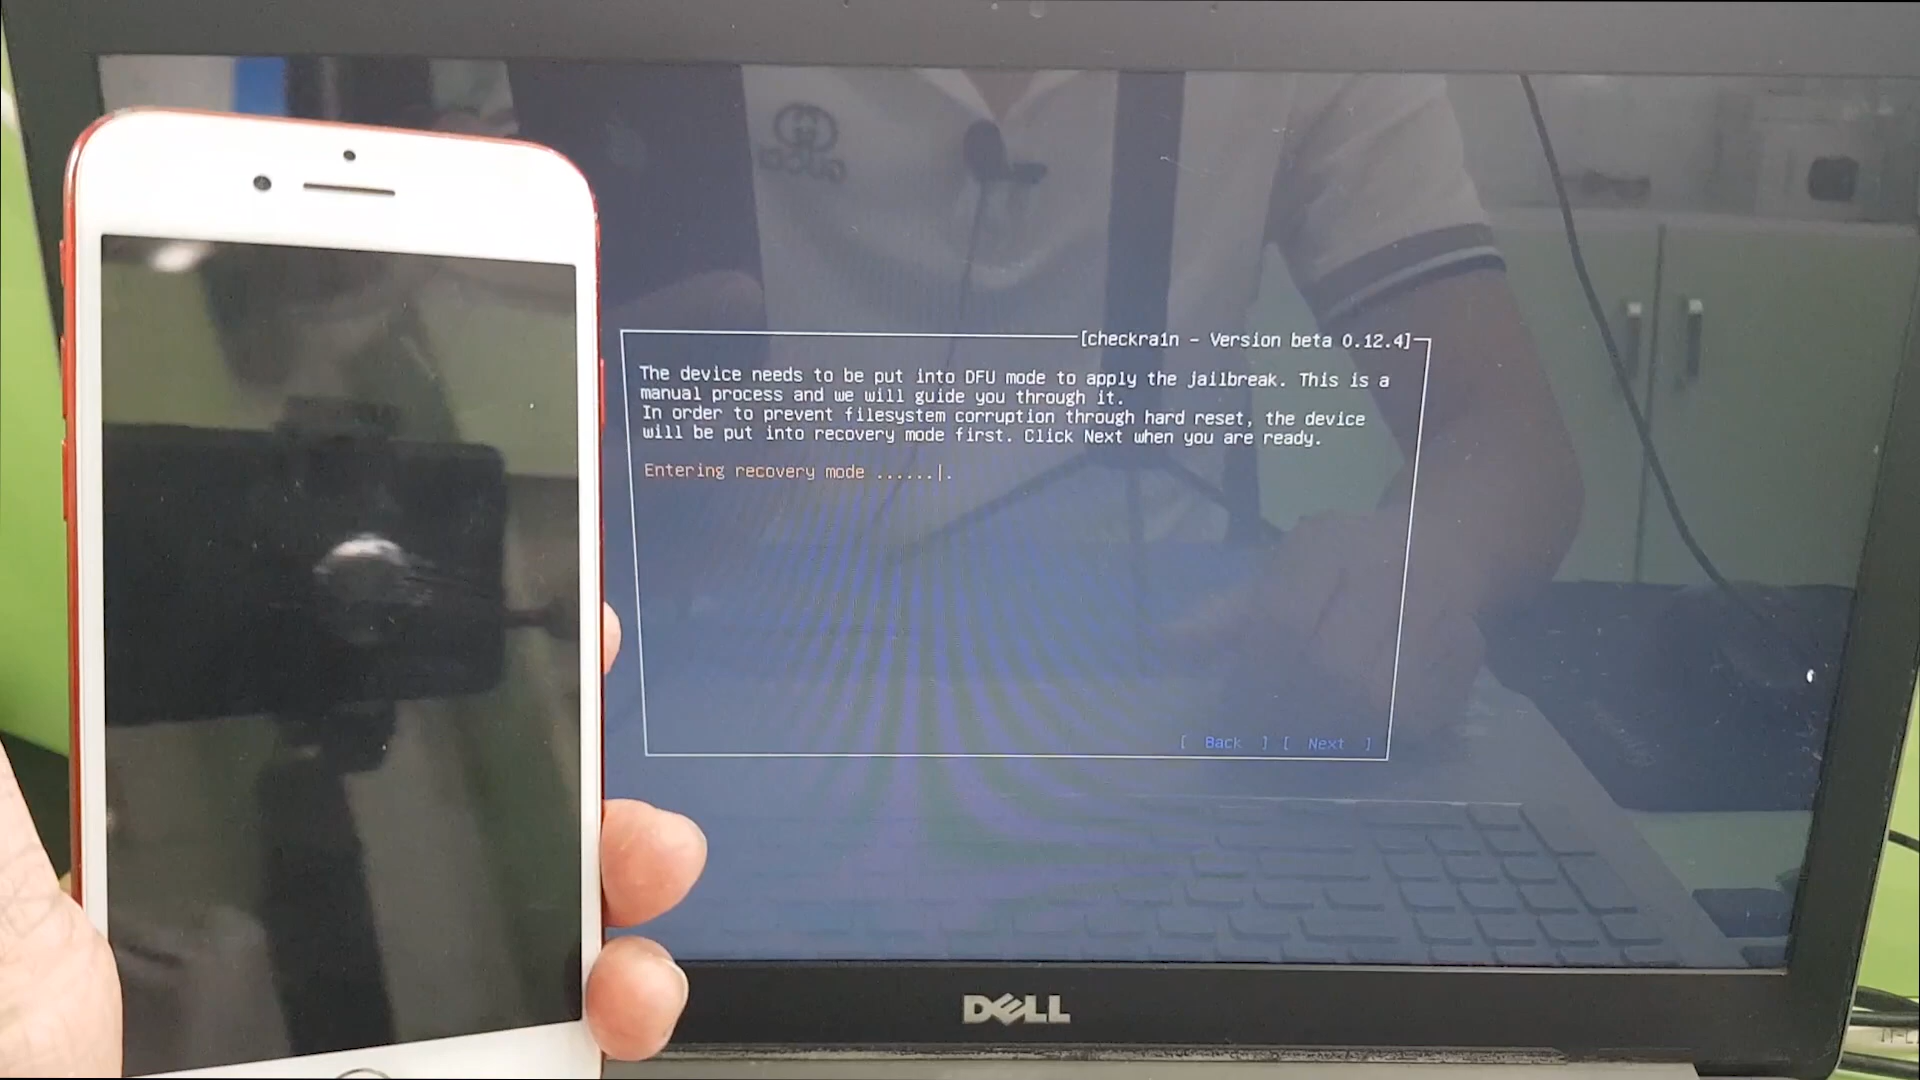 [checkra1n - Version beta 0.12.4]
The device needs to be put into DFU mode to apply the jailbreak. This is a
manual process and we will guide you through it.
In order to prevent filesystem corruption through hard reset, the device
will be put into recovery mode first. Click Next when you are ready.
Entering recovery mode ......|.
[ Back ] [ Next ]
DELL
GUCCI